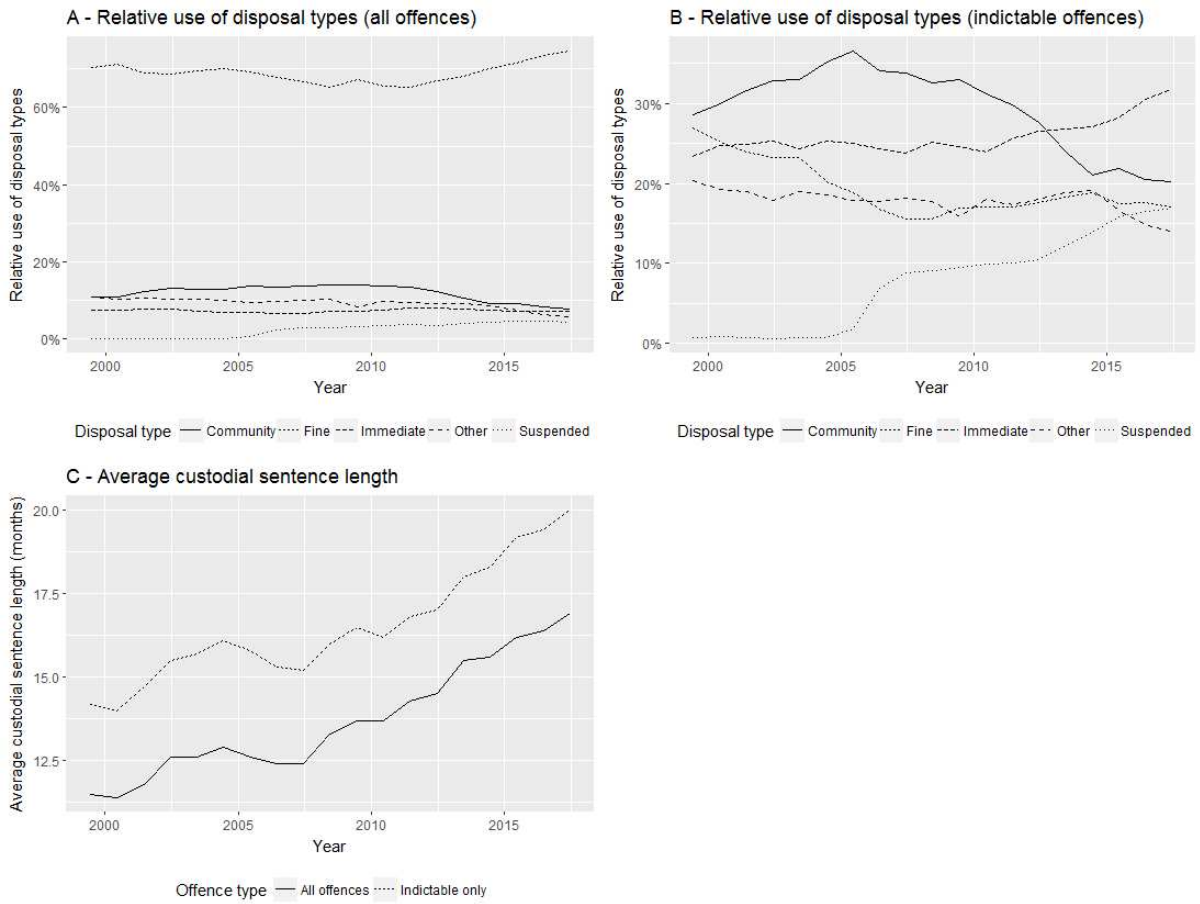 A - Relative use of disposal types (all offences)
Relative use of disposal types
60%
40%
20%
0%
2000 2005 2010 2015
Year
Disposal type Community Fine Immediate Other Suspended
B - Relative use of disposal types (indictable offences)
Relative use of disposal types
30%
20%
10%
0%
2000 2005 2010 2015
Year
Disposal type Community Fine Immediate Other Suspended
C - Average custodial sentence length
Average custodial sentence length (months)
20.0
17.5
15.0
12.5
2000 2005 2010 2015
Year
Offence type All offences Indictable only